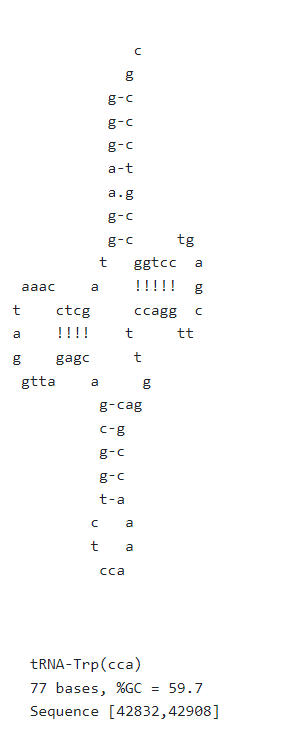 c
g
g-c
g-c
g-c
a-t
a.g
g-c
g-c tg
t ggtcc a
aaac a !!!!! g
t ctcg ccagg c
a !!!! t tt
g gagc t
gtta a g
g-cag
c-g
g-c
g-c
t-a
c a
t a
cca
tRNA-Trp(cca)
77 bases, %GC = 59.7
Sequence [42832,42908]